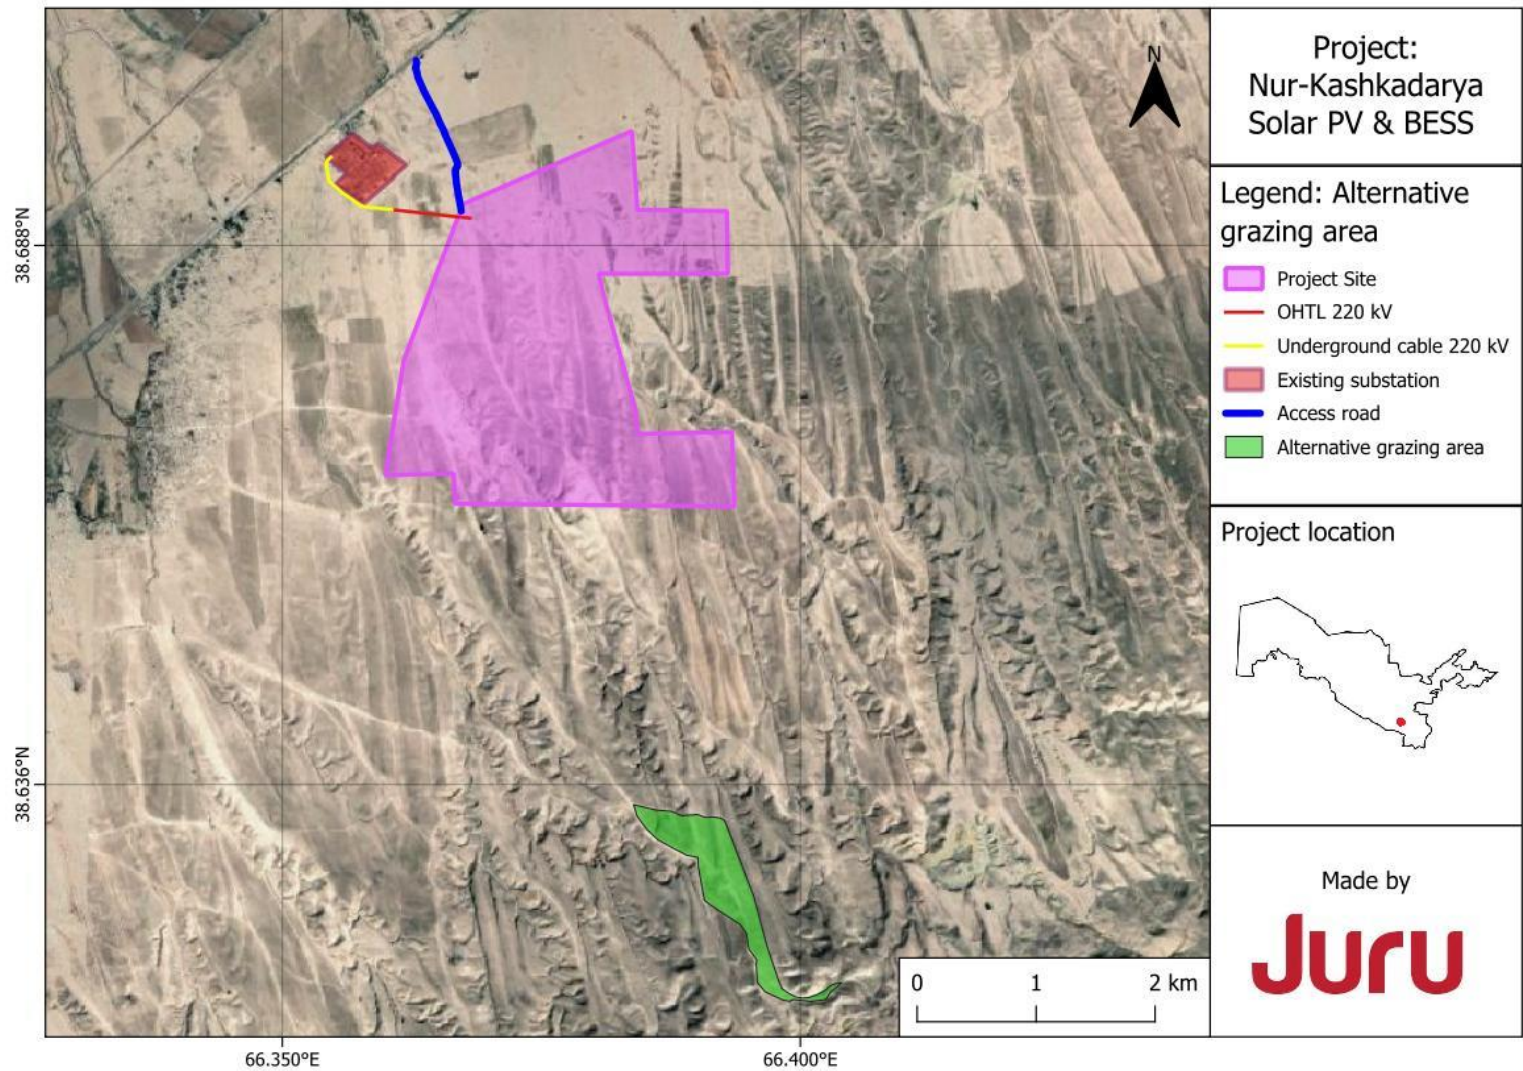 Project:
Nur-Kashkadarya
Solar PV & BESS
N
Legend: Alternative
grazing area
Project Site
OHTL 220 kV
Underground cable 220 kV
Existing substation
Access road
Alternative grazing area
Project location
Made by
Juru
38.688°N
38.636°N
66.350°E
66.400°E
0 1 2 km